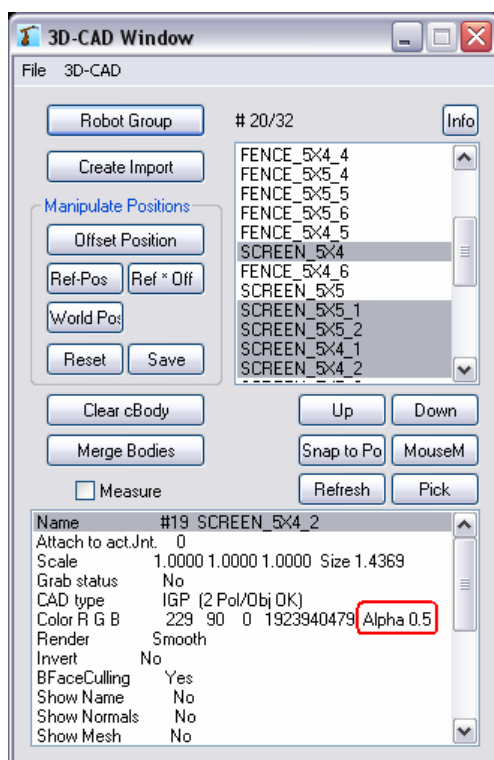 3D-CAD Window
File 3D-CAD
Robot Group
# 20/32
Info
Create Import
Manipulate Positions
Offset Position
Ref-Pos
Ref * Off
World Pos
Reset
Save
FENCE_5X4_4
FENCE_5X5_4
FENCE_5X5_5
FENCE_5X5_6
FENCE_5X4_5
SCREEN_5X4
FENCE_5X4_6
SCREEN_5X5
SCREEN_5X5_1
SCREEN_5X5_2
SCREEN_5X4_1
SCREEN_5X4_2
Clear cBody
Up
Down
Merge Bodies
Snap to Po
MouseM
Measure
Refresh
Pick
Name #19 SCREEN_5X4_2
Attach to act.Jnt. 0
Scale 1.0000 1.0000 1.0000 Size 1.4369
Grab status No
CAD type IGP (2 Pol/Obj OK)
Color R G B 229 90 0 1923940479 Alpha 0.5
Render Smooth
Invert No
BFaceCulling Yes
Show Name No
Show Normals No
Show Mesh No